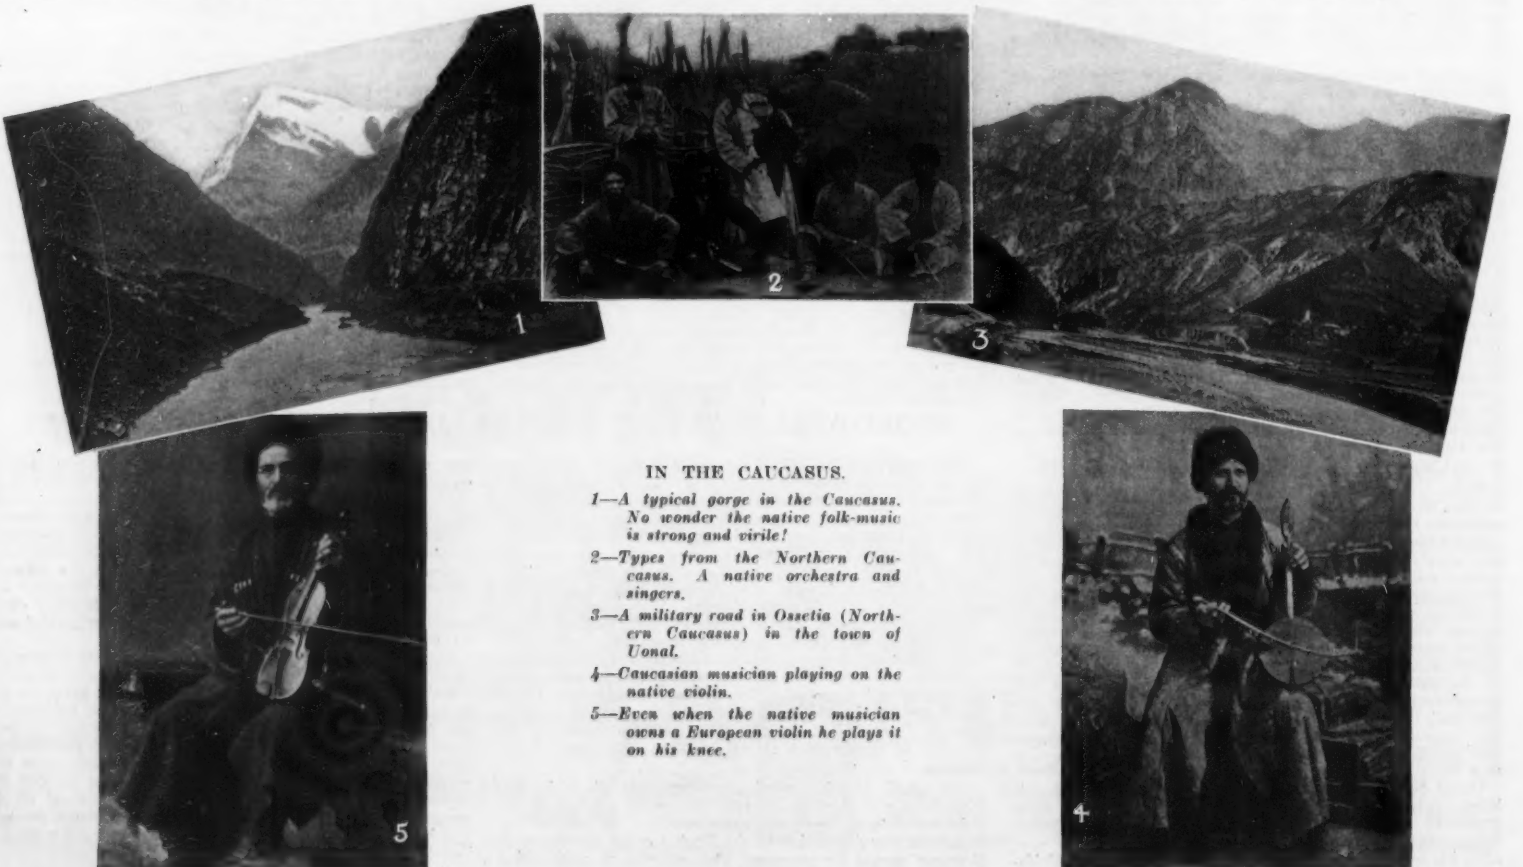 1
2
3
IN THE CAUCASUS.
1—A typical gorge in the Caucasus.
No wonder the native folk-music
is strong and virile!
2—Types from the Northern Cau-
casus. A native orchestra and
singers.
3—A military road in Ossetia (North-
ern Caucasus) in the town of
Uonal.
4—Caucasian musician playing on the
native violin.
5—Even when the native musician
owns a European violin he plays it
on his knee.
5
4